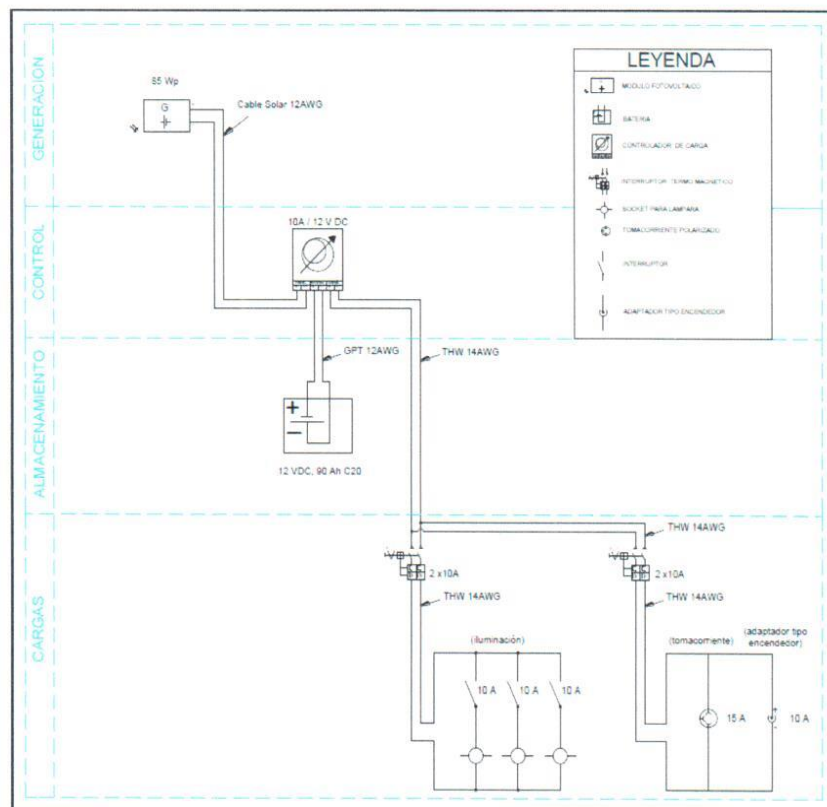 GENERACION
85 Wp
G
Cable Solar 12AWG
LEYENDA
MODULO FOTOVOLTAICO
BATERIA
CONTROLADOR DE CARGA
INTERRUPTOR TERMO MAGNETICO
SOCKET PARA LAMPARA
TOMACORRIENTE POLARIZADO
INTERRUPTOR
ADAPTADOR TIPO ENCENDEDOR
CONTROL
10A / 12 V DC
ALMACENAMIENTO
GPT 12AWG
THW 14AWG
+
−
12 VDC, 90 Ah C20
CARGAS
THW 14AWG
2 x10A
2 x10A
THW 14AWG
THW 14AWG
(iluminación)
(tomacorriente)
(adaptador tipo
encendedor)
10 A
10 A
10 A
15 A
10 A